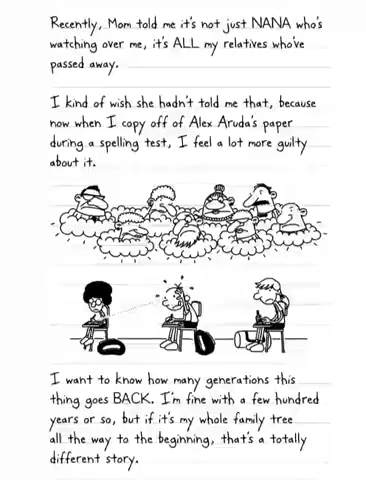 Recently, Mom told me it's not just NANA who's
watching over me, it's ALL my relatives who've
passed away.
I kind of wish she hadn't told me that, because
now when I copy off of Alex Aruda's paper
during a spelling test, I feel a lot more guilty
about it.
I want to know how many generations this
thing goes BACK. I'm fine with a few hundred
years or so, but if it's my whole family tree
all the way to the beginning, that's a totally
different story.